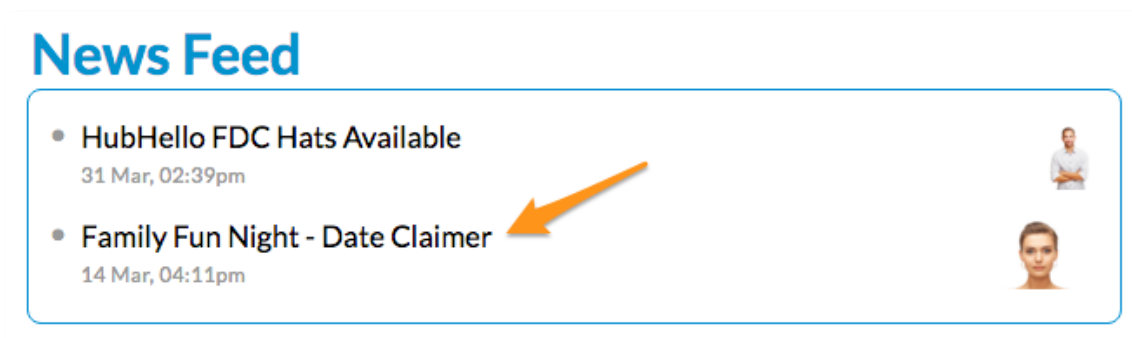 News Feed
HubHello FDC Hats Available
31 Mar, 02:39pm
Family Fun Night - Date Claimer
14 Mar, 04:11pm